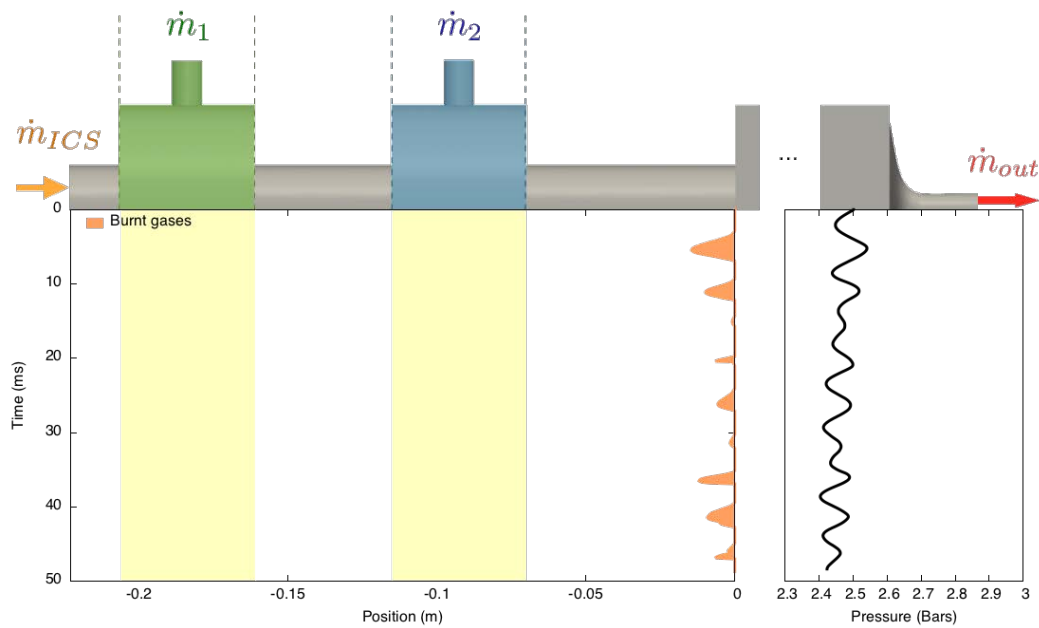 ṁ1
ṁ2
ṁICS
...
ṁout
Burnt gases
0
10
20
30
40
50
Time (ms)
-0.2
-0.15
-0.1
-0.05
0
Position (m)
2.3
2.4
2.5
2.6
2.7
2.8
2.9
3
Pressure (Bars)